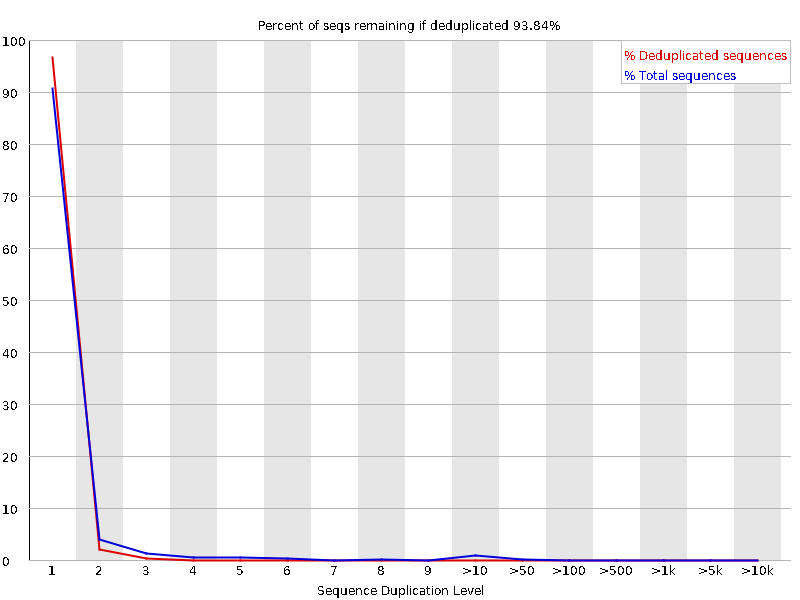 Percent of seqs remaining if deduplicated 93.84%
% Deduplicated sequences
% Total sequences
100
90
80
70
60
50
40
30
20
10
0
1 2 3 4 5 6 7 8 9 >10 >50 >100 >500 >1k >5k >10k
Sequence Duplication Level